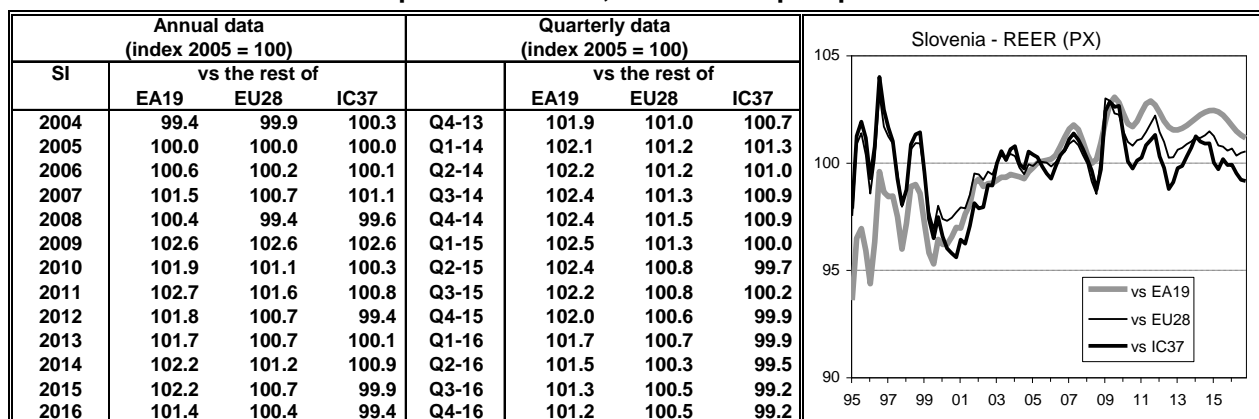 Annual data Quarterly data
(index 2005 = 100) (index 2005 = 100)
SI vs the rest of vs the rest of
EA19 EU28 IC37 EA19 EU28 IC37
2004 99.4 99.9 100.3 Q4-13 101.9 101.0 100.7
2005 100.0 100.0 100.0 Q1-14 102.1 101.2 101.3
2006 100.6 100.2 100.1 Q2-14 102.2 101.2 101.0
2007 101.5 100.7 101.1 Q3-14 102.4 101.3 100.9
2008 100.4 99.4 99.6 Q4-14 102.4 101.5 100.9
2009 102.6 102.6 102.6 Q1-15 102.5 101.3 100.0
2010 101.9 101.1 100.3 Q2-15 102.4 100.8 99.7
2011 102.7 101.6 100.8 Q3-15 102.2 100.8 100.2
2012 101.8 100.7 99.4 Q4-15 102.0 100.6 99.9
2013 101.7 100.7 100.1 Q1-16 101.7 100.7 99.9
2014 102.2 101.2 100.9 Q2-16 101.5 100.3 99.5
2015 102.2 100.7 99.9 Q3-16 101.3 100.5 99.2
2016 101.4 100.4 99.4 Q4-16 101.2 100.5 99.2
Slovenia - REER (PX)
105
100
95
90
vs EA19
vs EU28
vs IC37
95 97 99 01 03 05 07 09 11 13 15